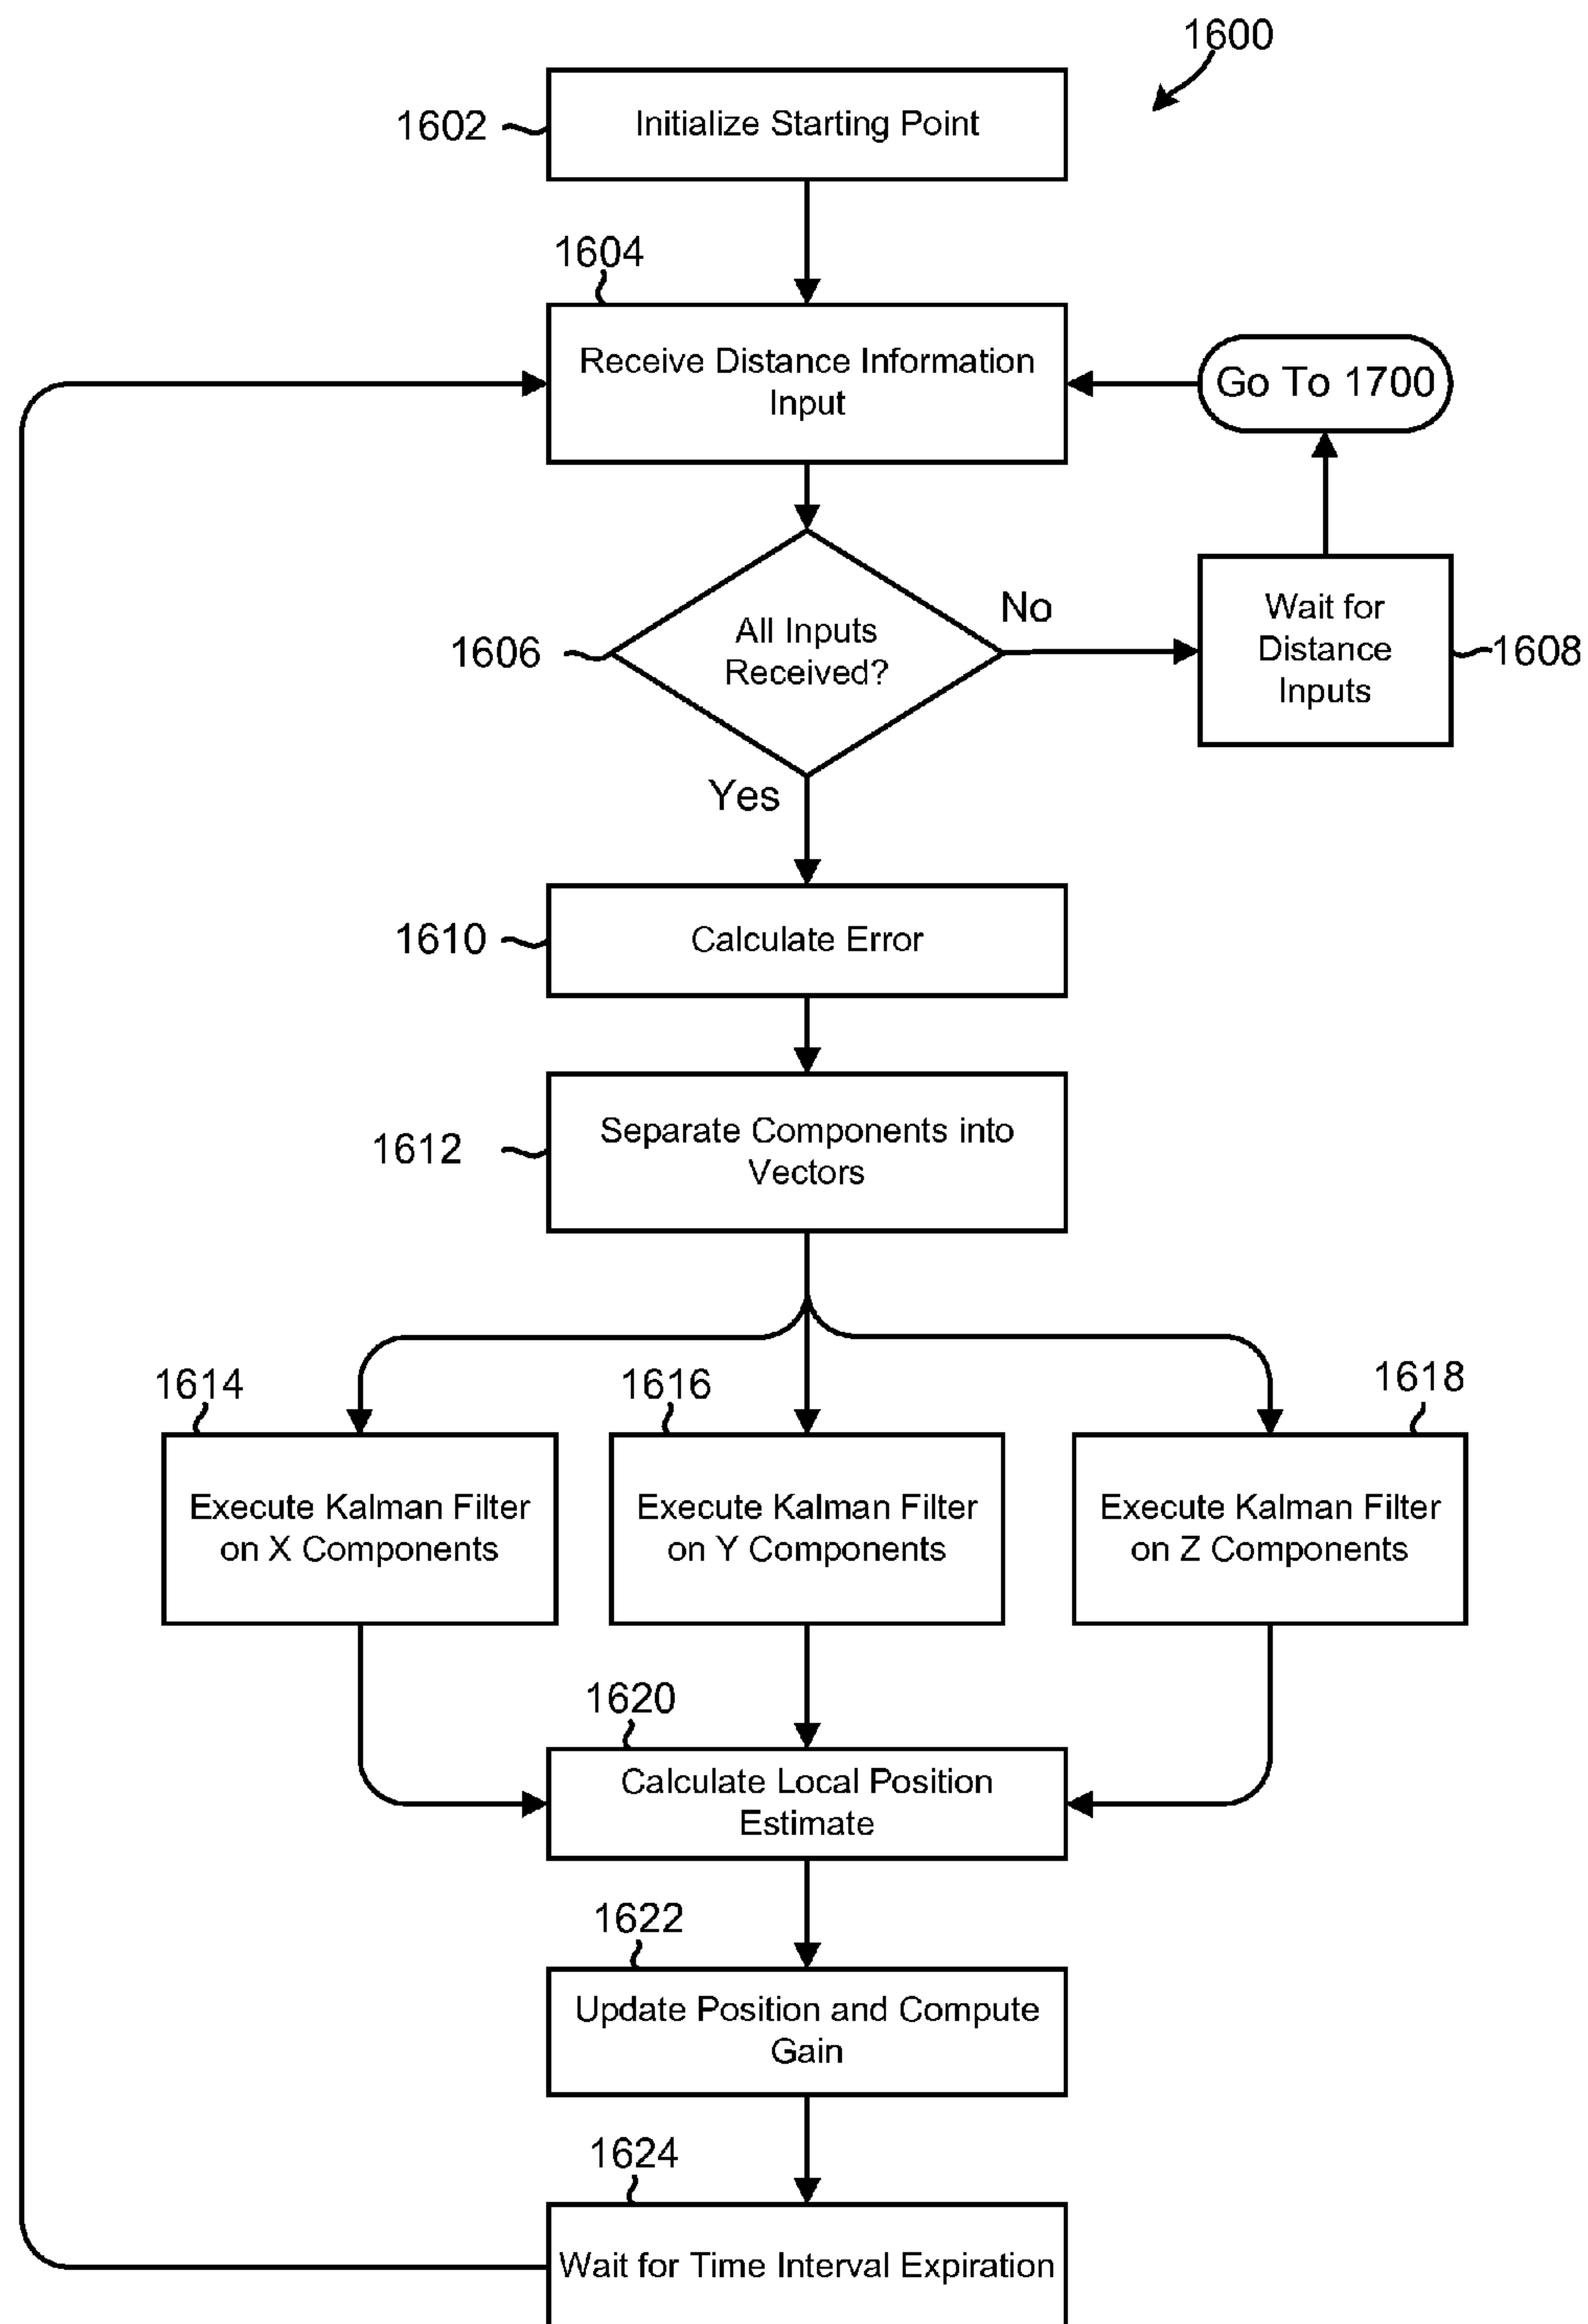 1600
1602
Initialize Starting Point
1604
Receive Distance Information
Input
Go To 1700
1606
All Inputs
Received?
No
Wait for
Distance
Inputs
1608
Yes
1610
Calculate Error
1612
Separate Components into
Vectors
1614
1616
1618
Execute Kalman Filter
on X Components
Execute Kalman Filter
on Y Components
Execute Kalman Filter
on Z Components
1620
Calculate Local Position
Estimate
1622
Update Position and Compute
Gain
1624
Wait for Time Interval Expiration